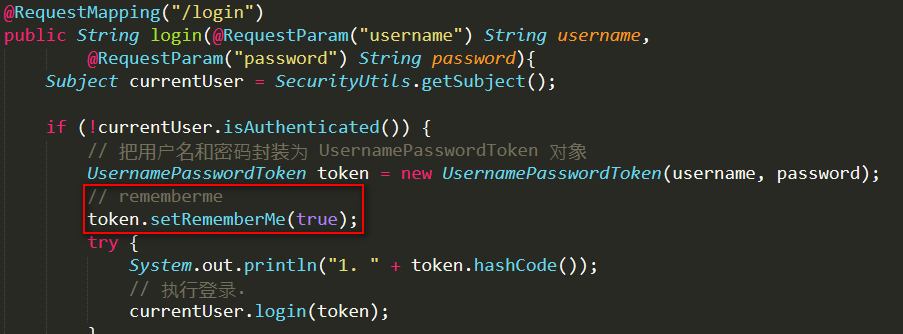 @RequestMapping("/login")
public String login(@RequestParam("username") String username,
@RequestParam("password") String password){
Subject currentUser = SecurityUtils.getSubject();
if (!currentUser.isAuthenticated()) {
// 把用户名和密码封装为 UsernamePasswordToken 对象
UsernamePasswordToken token = new UsernamePasswordToken(username, password);
// rememberme
token.setRememberMe(true);
try {
System.out.println("1. " + token.hashCode());
// 执行登录.
currentUser.login(token);
}